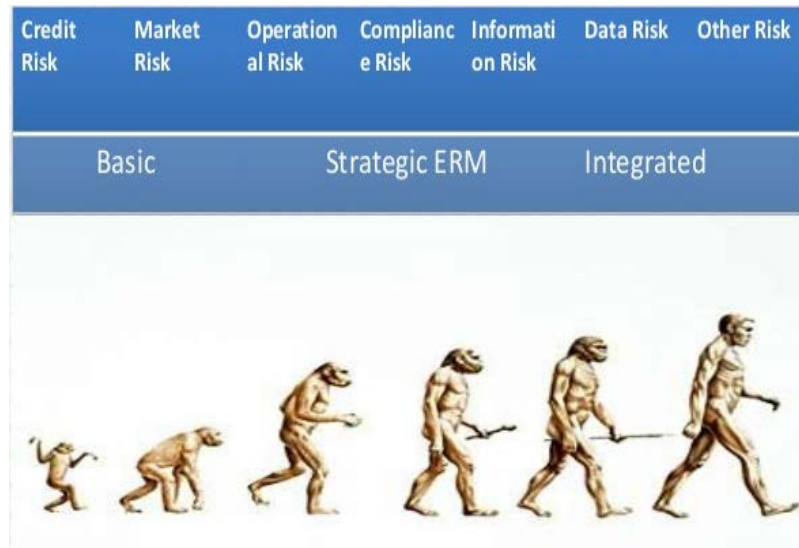 Credit Market Operation Complianc Informati Data Risk Other Risk
Risk Risk al Risk e Risk on Risk
Basic Strategic ERM Integrated